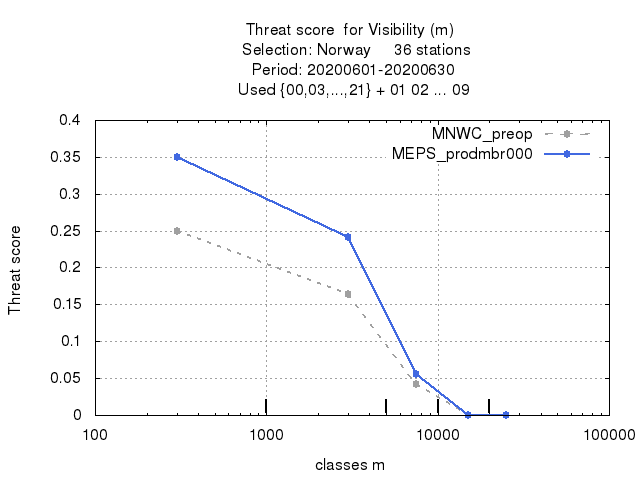 Threat score  for Visibility (m)
Selection: Norway     36 stations
Period: 20200601-20200630
Used {00,03,...,21} + 01 02 ... 09
MNWC_preop
MEPS_prodmbr000
Threat score
0.4
0.35
0.3
0.25
0.2
0.15
0.1
0.05
0
100 1000 10000 100000
classes m